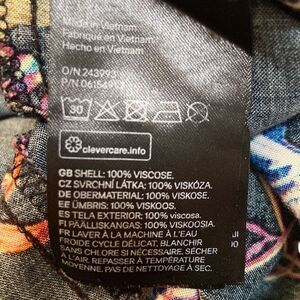 Made in Vietnam
Fabriqué en Vietnam
Hecho en Vietnam
O/N 243993
P/N
30
clevercare.info
GB SHELL: 100% VISCOSE.
CZ SVRCHNÍ LÁTKA: 100% VISKÓZA.
DE OBERMATERIAL: 100% VISKOSE.
EE ÜMBRIS: 100% VISKOOS.
ES TELA EXTERIOR: 100% viscosa.
FI PÄÄLLISKANGAS: 100% VISKOOSI.
FR LAVER À LA MACHINE À L'EAU
FROIDE CYCLE DÉLICAT. BLANCHIR
SANS CHLORE SI NÉCESSAIRE. SÉCHER
À L'AIR. REPASSER À TEMPÉRATURE
MOYENNE. PAS DE NETTOYAGE À SEC.